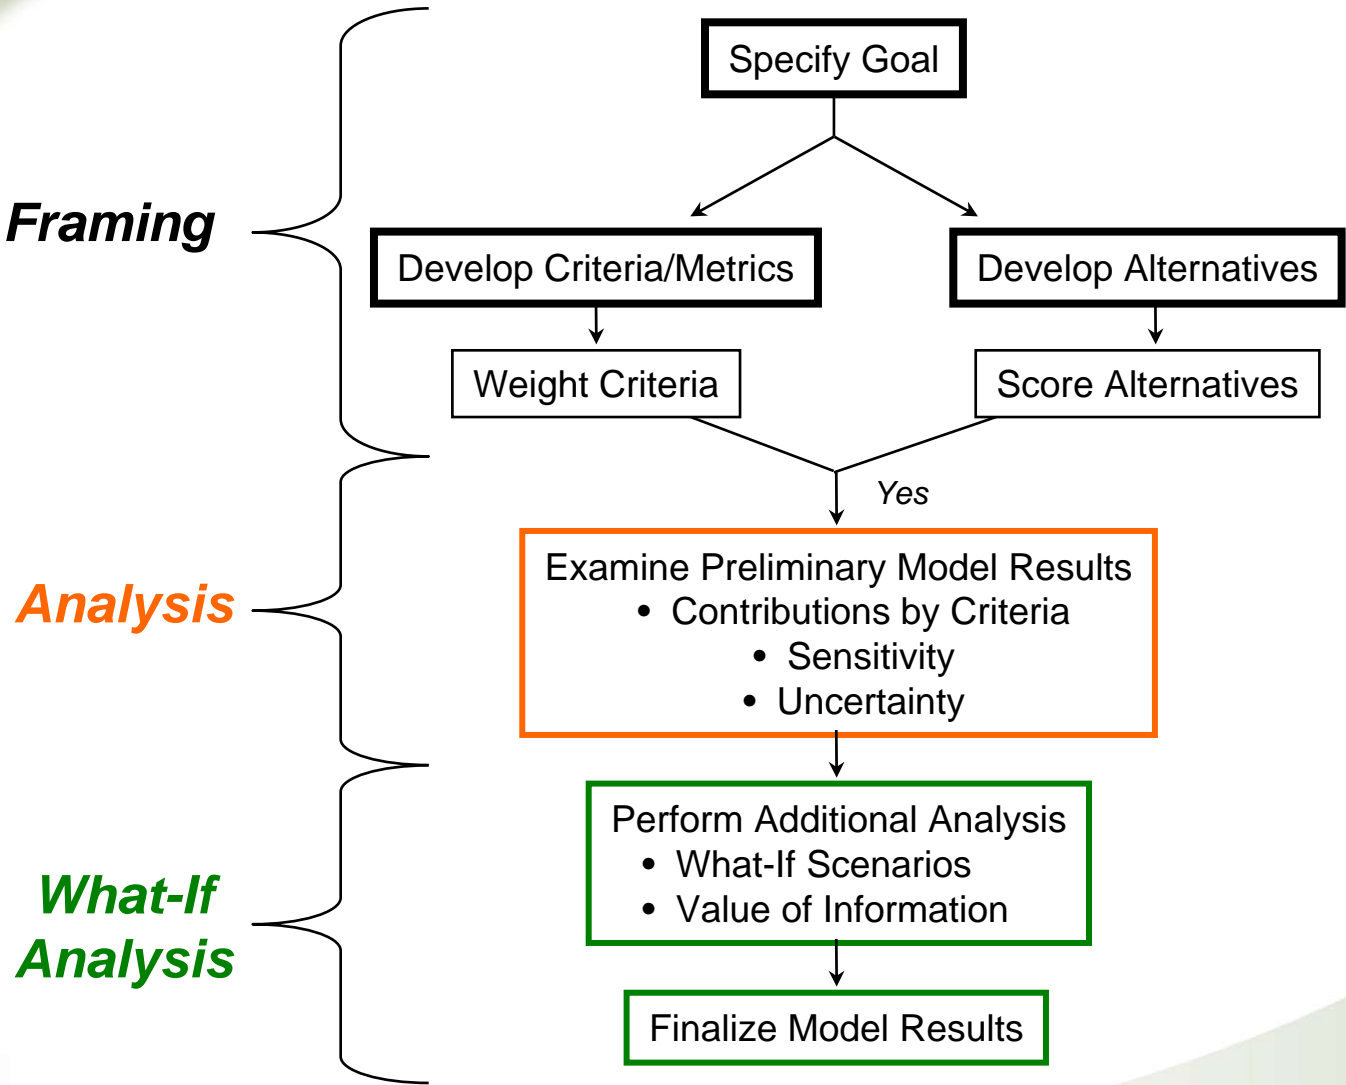 Specify Goal
Framing
Develop Criteria/Metrics
Develop Alternatives
Weight Criteria
Score Alternatives
Yes
Analysis
Examine Preliminary Model Results
• Contributions by Criteria
• Sensitivity
• Uncertainty
What-If
Analysis
Perform Additional Analysis
• What-If Scenarios
• Value of Information
Finalize Model Results